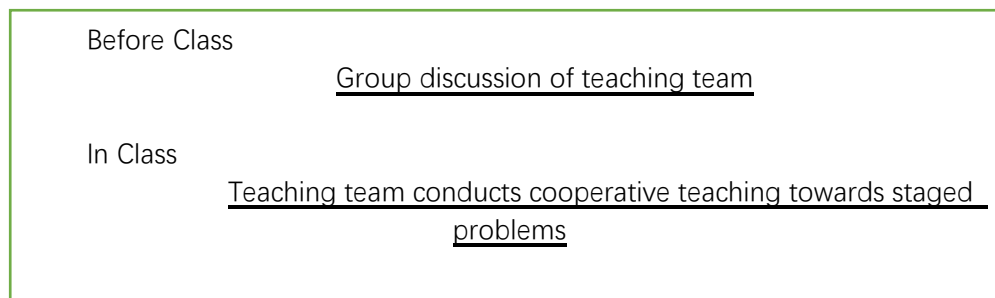 Before Class
Group discussion of teaching team
In Class
Teaching team conducts cooperative teaching towards staged
problems